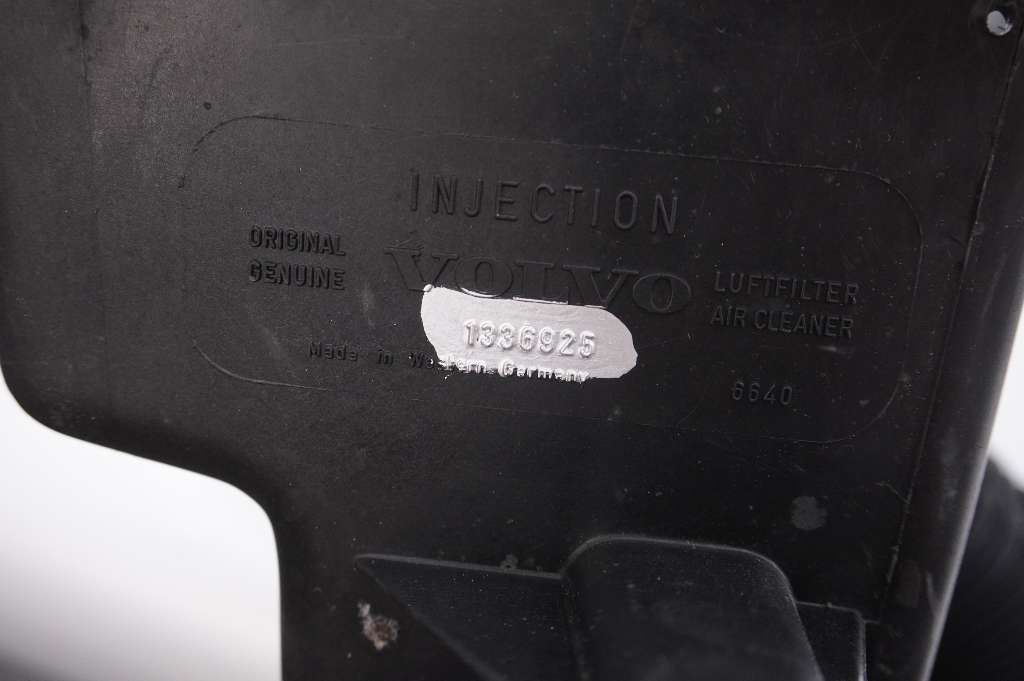 INJECTION
ORIGINAL
GENUINE
VOLVO
LUFTFILTER
AIR CLEANER
1336925
Made in Western Germany
6640